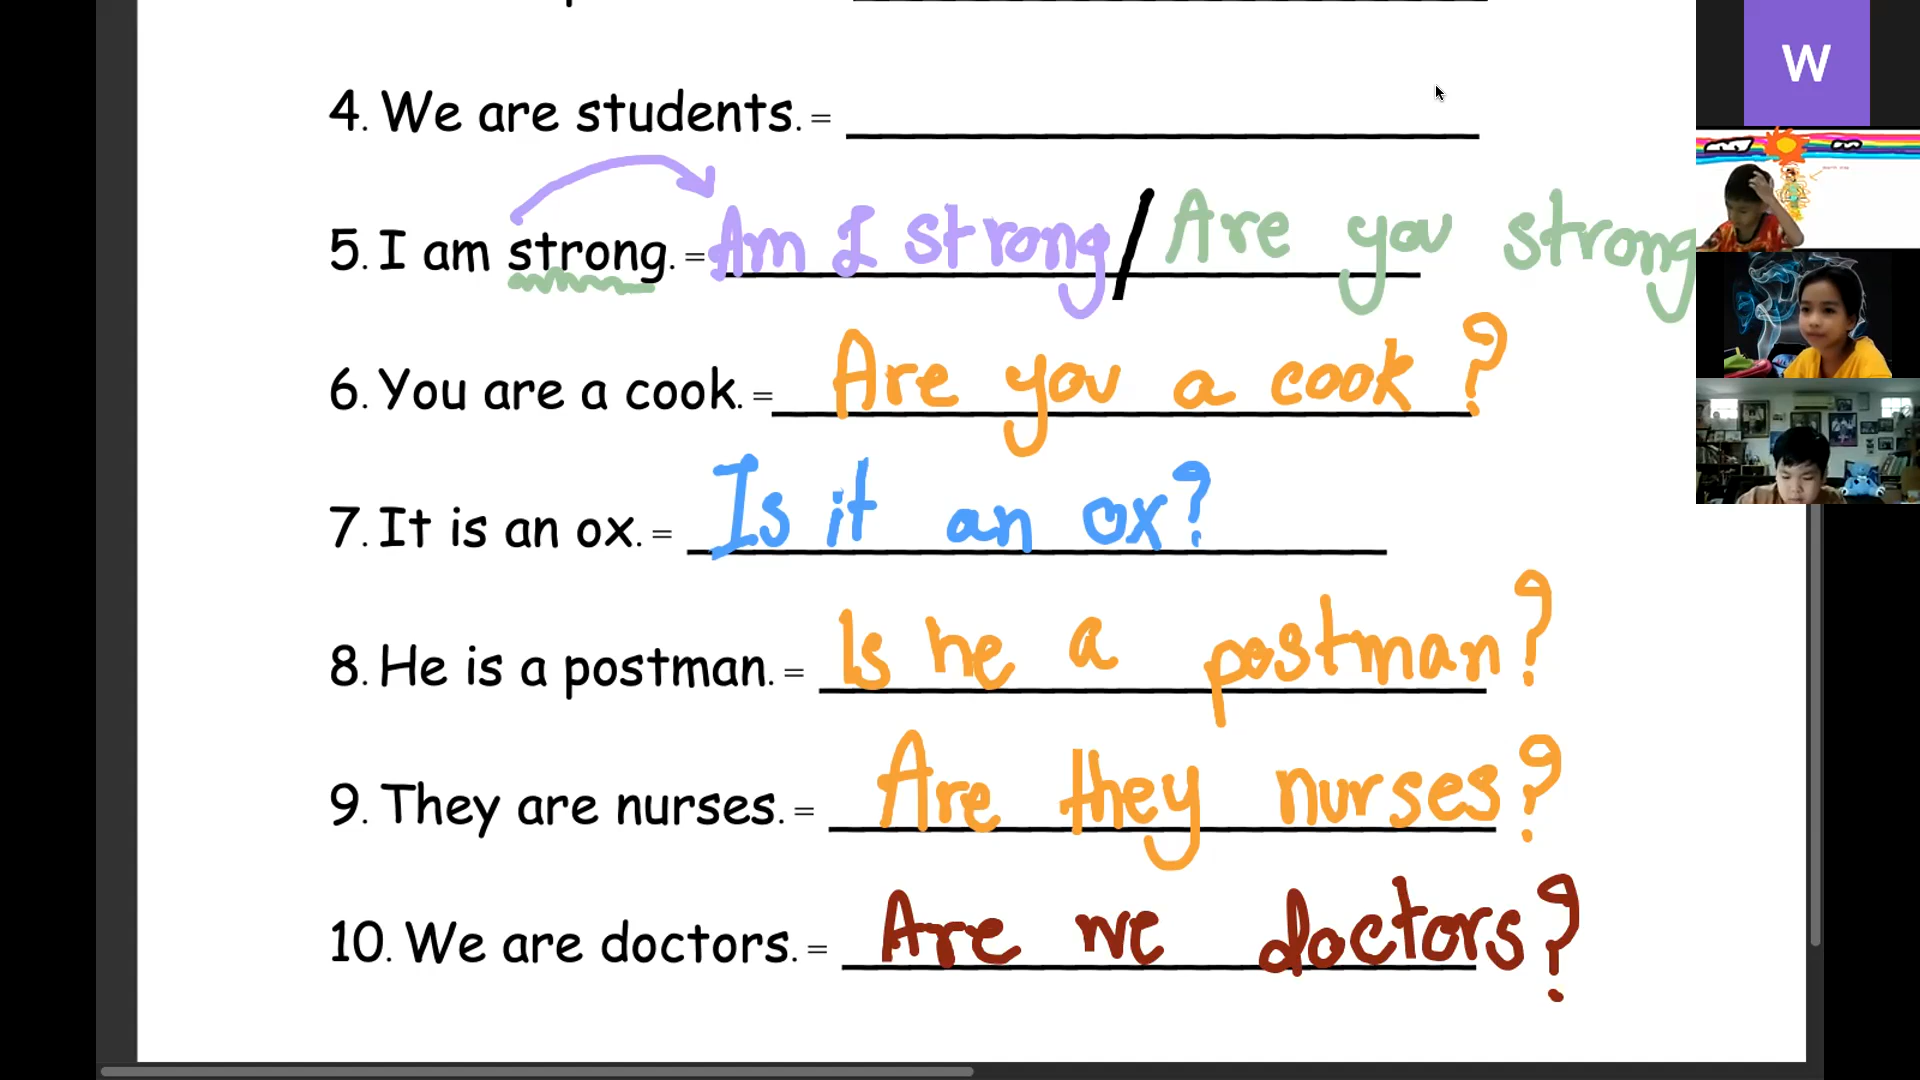 W
4. We are students. =
5. I am strong. = Am I strong / Are you strong
6. You are a cook. = Are you a cook ?
7. It is an ox. = Is it an ox?
8. He is a postman. = Is he a postman?
9. They are nurses. = Are they nurses?
10. We are doctors. = Are we doctors?